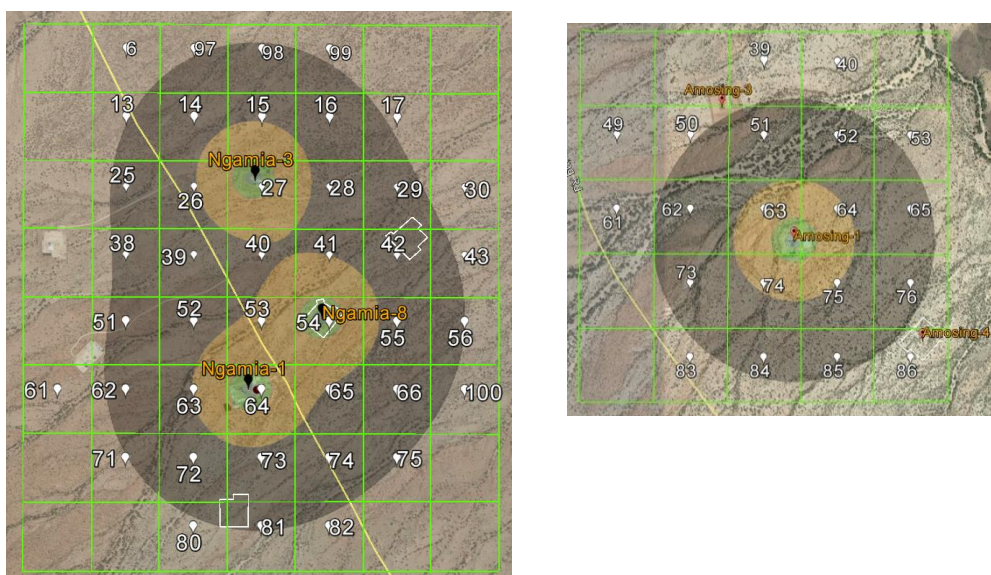 6 97 98 99
13 14 15 16 17
Ngamia-3
25 26 27 28 29 30
38 39 40 41 42 43
51 52 53 54 Ngamia-8 55 56
Ngamia-1
61 62 63 64 65 66 100
71 72 73 74 75
80 81 82
39 40
Amosing-3
49 50 51 52 53
61 62 63 64 65
Amosing-1
73 74 75 76
Amosing-4
83 84 85 86